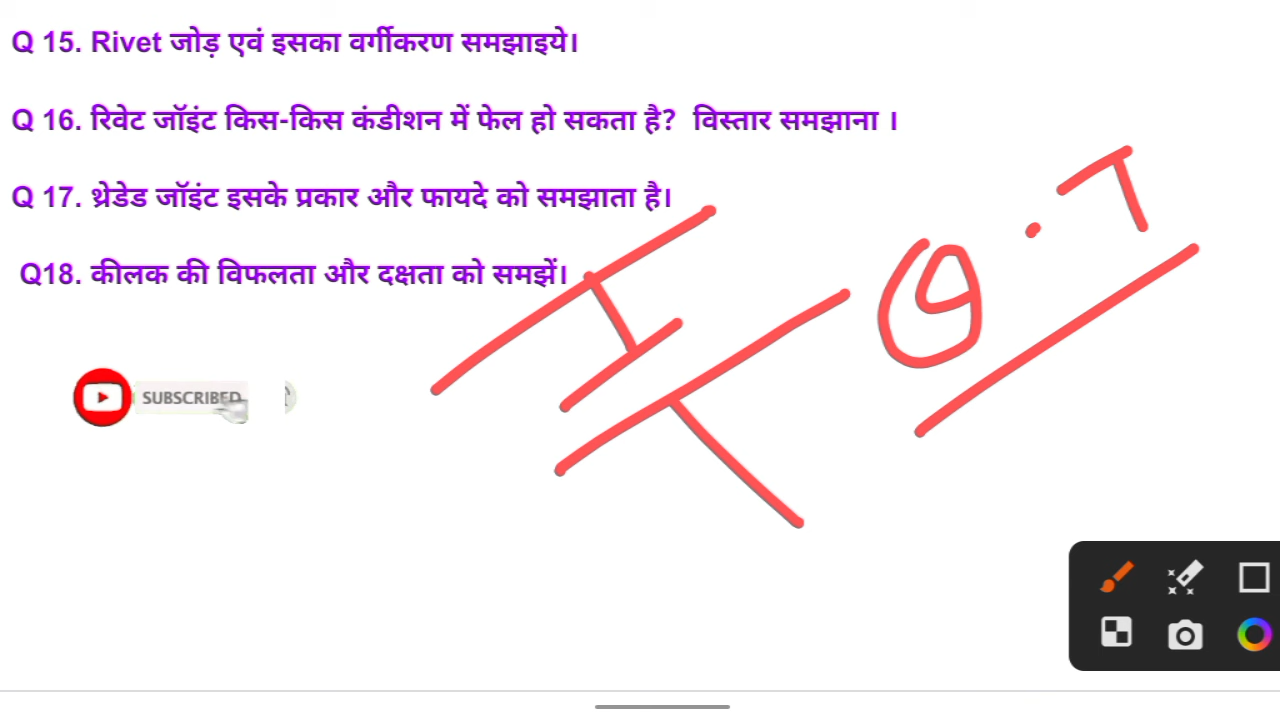 Q 15. Rivet जोड़ एवं इसका वर्गीकरण समझाइये।
Q 16. रिवेट जॉइंट किस-किस कंडीशन में फेल हो सकता है? विस्तार समझाना ।
Q 17. थ्रेडेड जॉइंट इसके प्रकार और फायदे को समझाता है।
Q18. कीलक की विफलता और दक्षता को समझें।
SUBSCRIBED